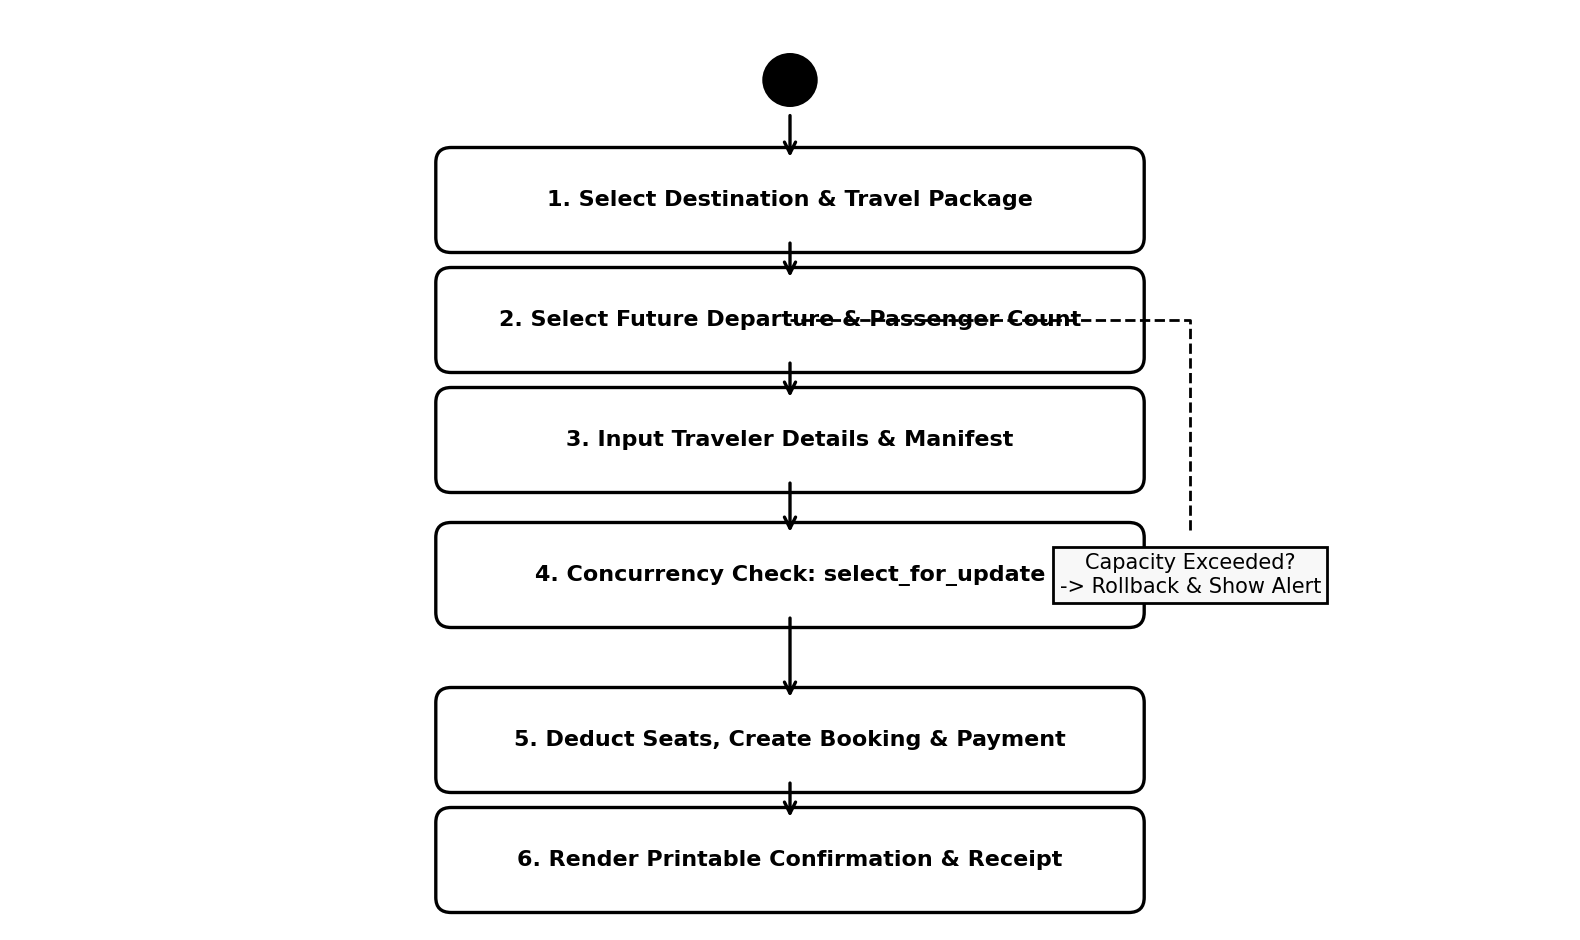 1. Select Destination & Travel Package
2. Select Future Departure & Passenger Count
3. Input Traveler Details & Manifest
4. Concurrency Check: select_for_update
Capacity Exceeded?
-> Rollback & Show Alert
5. Deduct Seats, Create Booking & Payment
6. Render Printable Confirmation & Receipt